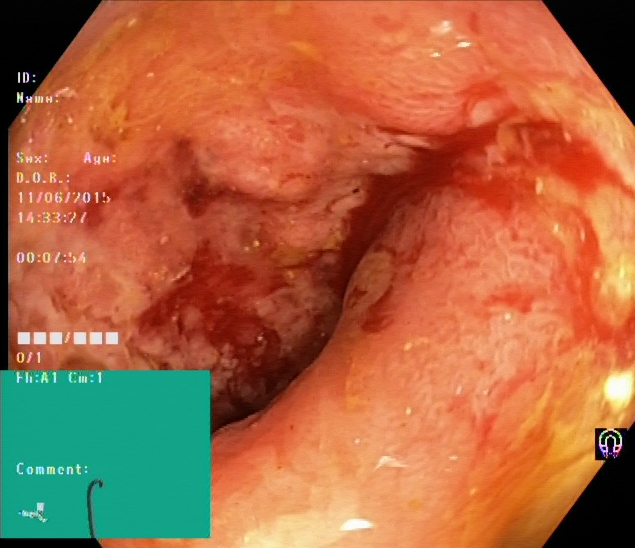 ID:
Name:
Sex: Age:
D.O.B.:
11/06/2015
14:33:27
00:07:54
0/1
Eh:A1 Cm:1
Comment: